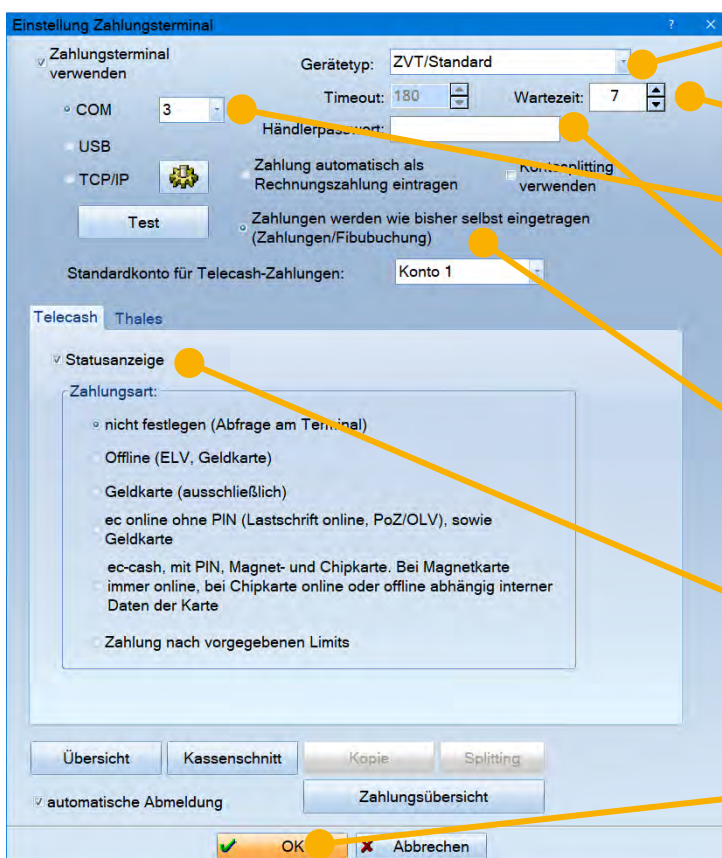 Einstellung Zahlungsterminal
Zahlungsterminal
verwenden
Gerätetyp: ZVT/Standard
Timeout: 180 Wartezeit: 7
COM 3
Händlerpasswort:
USB
TCP/IP
Zahlung automatisch als
Rechnungszahlung eintragen
Kontosplitting
verwenden
Test
Zahlungen werden wie bisher selbst eingetragen
(Zahlungen/Fibubuchung)
Standardkonto für Telecash-Zahlungen: Konto 1
Telecash Thales
Statusanzeige
Zahlungsart:
nicht festlegen (Abfrage am Terminal)
Offline (ELV, Geldkarte)
Geldkarte (ausschließlich)
ec online ohne PIN (Lastschrift online, PoZ/OLV), sowie
Geldkarte
ec-cash, mit PIN, Magnet- und Chipkarte. Bei Magnetkarte
immer online, bei Chipkarte online oder offline abhängig interner
Daten der Karte
Zahlung nach vorgegebenen Limits
Übersicht Kassenschnitt Kopie Splitting
automatische Abmeldung Zahlungsübersicht
OK Abbrechen